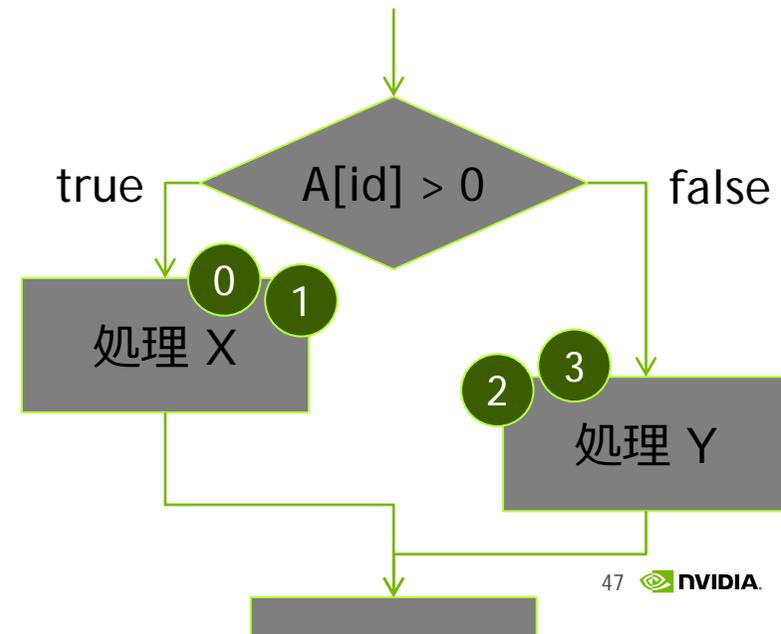 A[id] > 0
true
false
0
1
処理 X
2
3
処理 Y
47
NVIDIA.